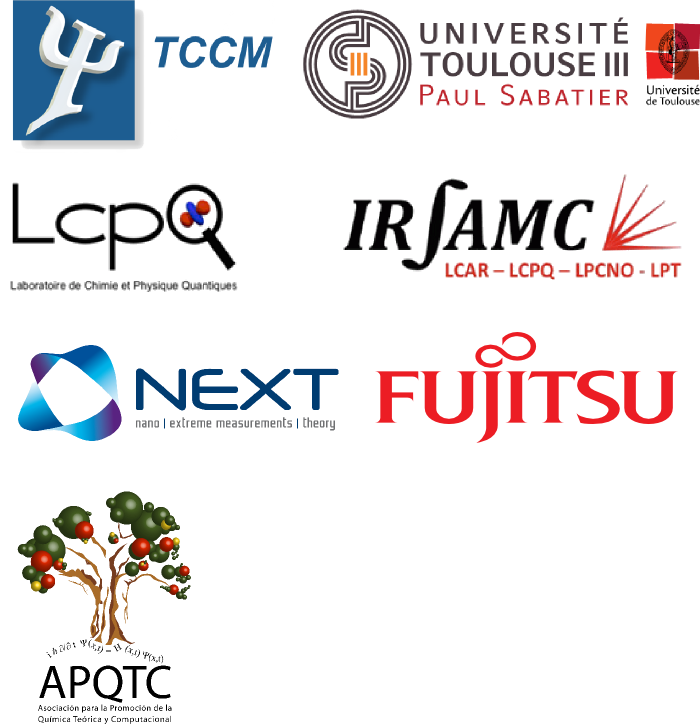 TCCM
UNIVERSITÉ
TOULOUSE III
PAUL SABATIER
Université
de Toulouse
LCPQ
Laboratoire de Chimie et Physique Quantiques
IRSAMC
LCAR – LCPQ – LPCNO - LPT
NEXT
nano | extreme measurements | theory
FUJITSU
i ℏ ∂/∂t Ψ(x,t) = H (x,t) Ψ(x,t)
APQTC
Asociación para la Promoción de la
Química Teórica y Computacional